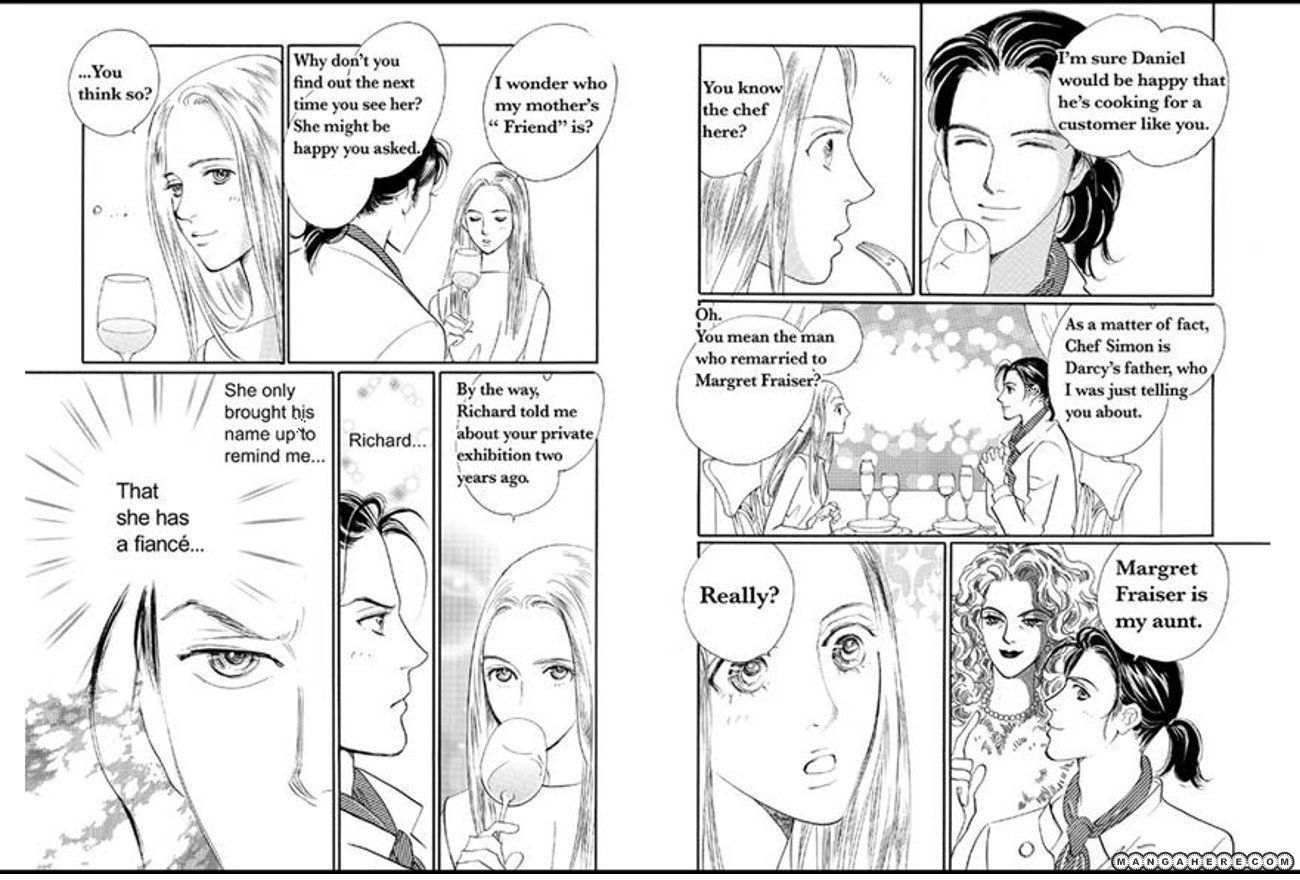 I'm sure Daniel
would be happy that
he's cooking for a
customer like you.
You know
the chef
here?
As a matter of fact,
Chef Simon is
Darcy's father, who
I was just telling
you about.
Oh.
You mean the man
who remarried to
Margret Fraiser?
Margret
Fraiser is
my aunt.
Really?
I wonder who
my mother's
“ Friend” is?
Why don't you
find out the next
time you see her?
She might be
happy you asked.
...You
think so?
By the way,
Richard told me
about your private
exhibition two
years ago.
Richard...
She only
brought his
name up to
remind me...
That
she has
a fiancé...
MANGAHERE.COM